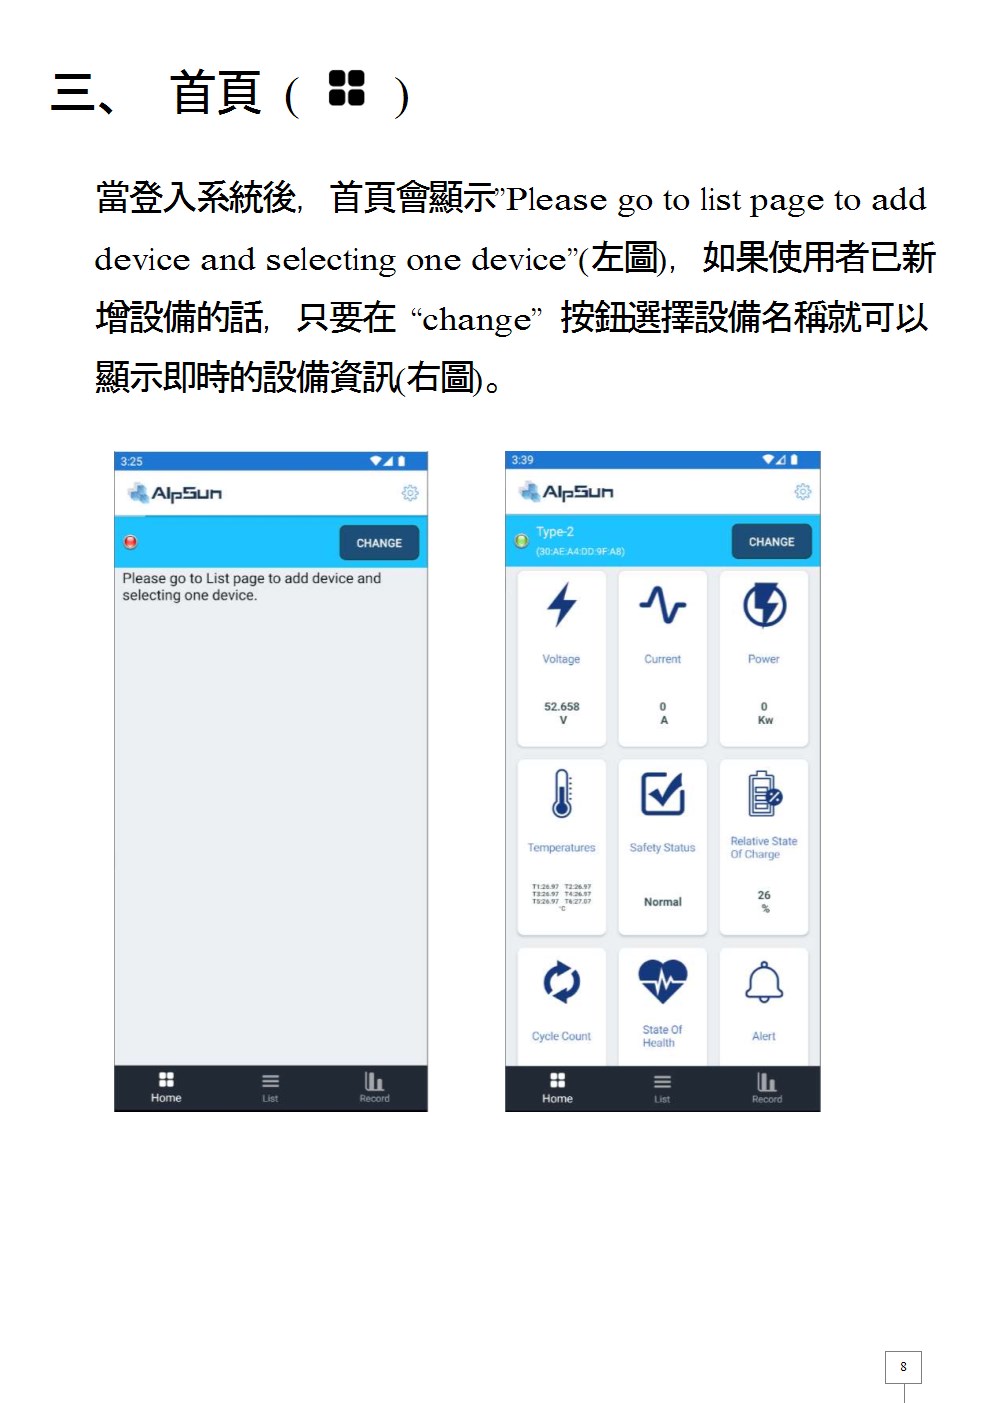 三、 首頁 ( )
當登入系統後, 首頁會顯示”Please go to list page to add
device and selecting one device”(左圖), 如果使用者已新
增設備的話, 只要在 “change” 按鈕選擇設備名稱就可以
顯示即時的設備資訊(右圖)。
3:25
AlpSun
CHANGE
Please go to List page to add device and
selecting one device.
Home List Record
3:39
AlpSun
Type-2
(30:AE:A4:DD:9F:A8)
CHANGE
Voltage Current Power
52.658 0 0
V A Kw
Temperatures Safety Status Relative State
Of Charge
T1:26.97 T2:26.97
T3:26.97 T4:26.97
T5:26.97 T6:27.07
°C
Normal
26
%
Cycle Count State Of
Health
Alert
Home List Record
8